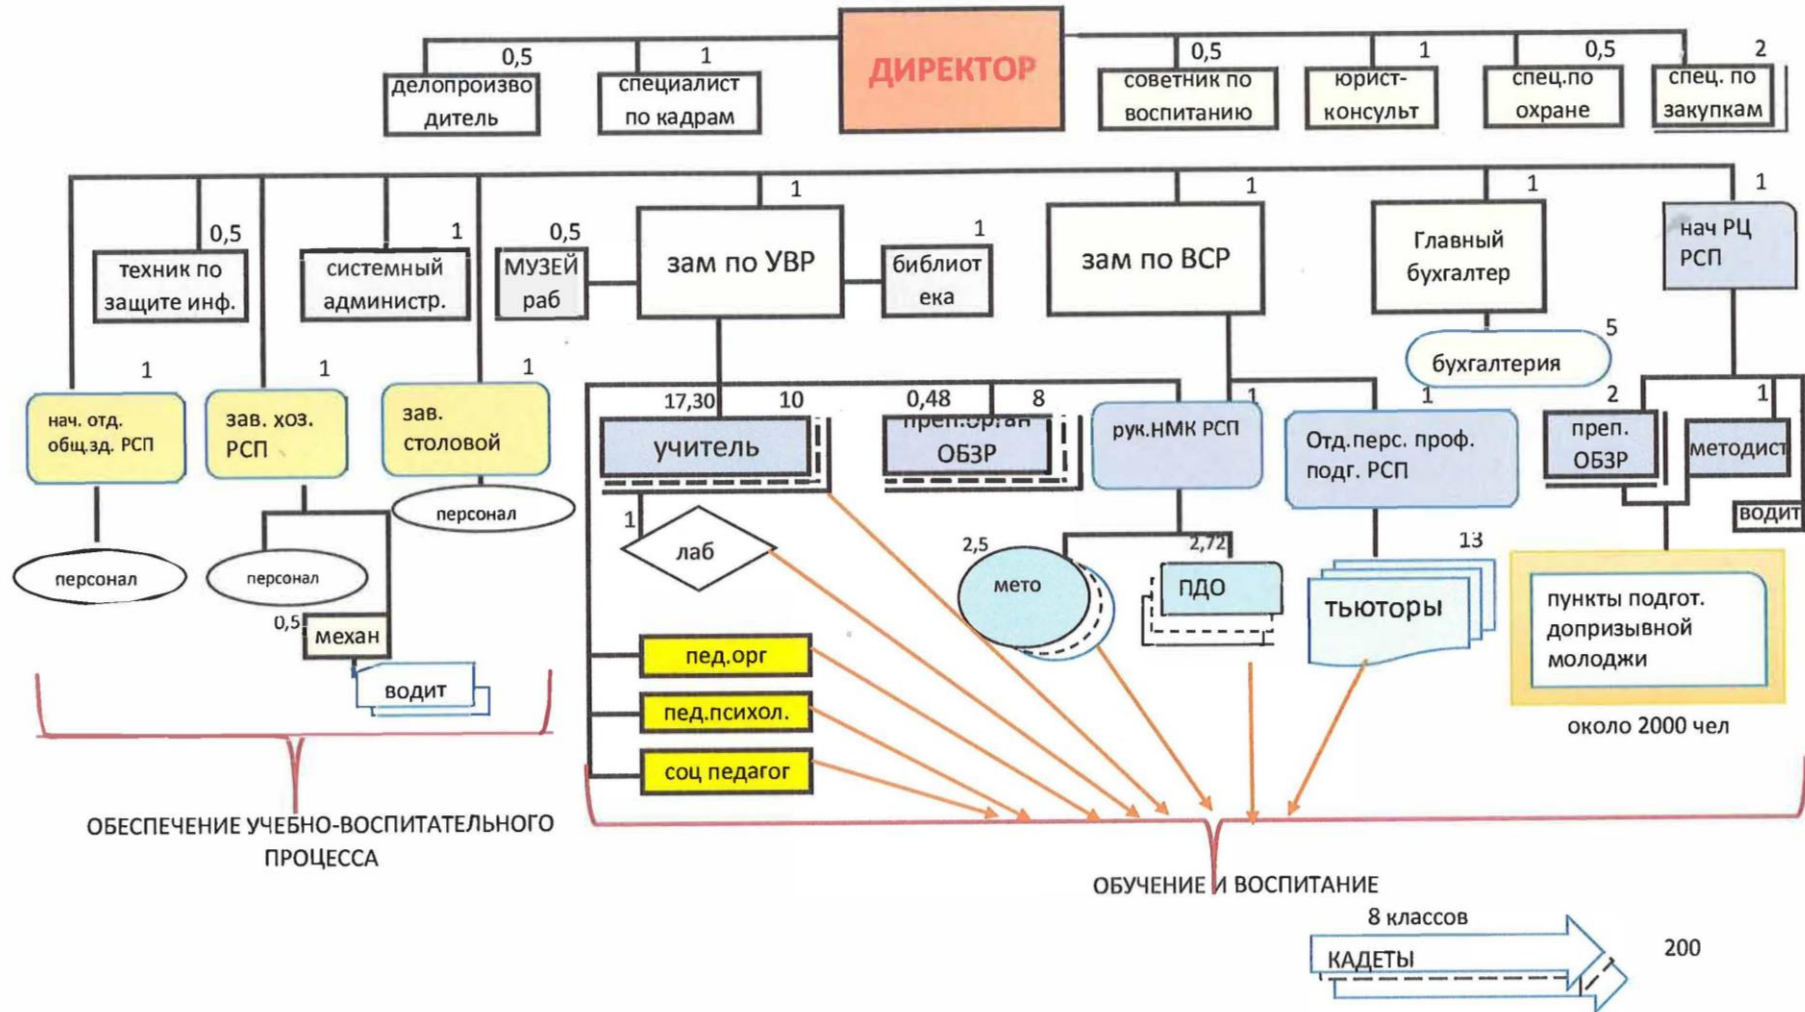 ДИРЕКТОР
0,5
делопроизво
дитель
1
специалист
по кадрам
0,5
советник по
воспитанию
1
юрист-
консульт
0,5
спец.по
охране
2
спец. по
закупкам
0,5
техник по
защите инф.
1
системный
администр.
0,5
МУЗЕЙ
раб
1
зам по УВР
1
библиот
ека
1
зам по ВСР
1
Главный
бухгалтер
1
нач РЦ
РСП
5
бухгалтерия
1
нач. отд.
общ.зд. РСП
1
зав. хоз.
РСП
1
зав.
столовой
17,30
10
учитель
0,48
8
преп.орган
ОБЗР
1
рук.НМК РСП
1
Отд.перс. проф.
подг. РСП
2
преп.
ОБЗР
1
методист
водит
персонал
персонал
персонал
0,5
механ
водит
1
лаб
2,5
мето
2,72
ПДО
13
тьюторы
пункты подгот.
допризывной
молоджи
около 2000 чел
пед.орг
пед.психол.
соц педагог
ОБЕСПЕЧЕНИЕ УЧЕБНО-ВОСПИТАТЕЛЬНОГО
ПРОЦЕССА
ОБУЧЕНИЕ И ВОСПИТАНИЕ
8 классов
КАДЕТЫ
200